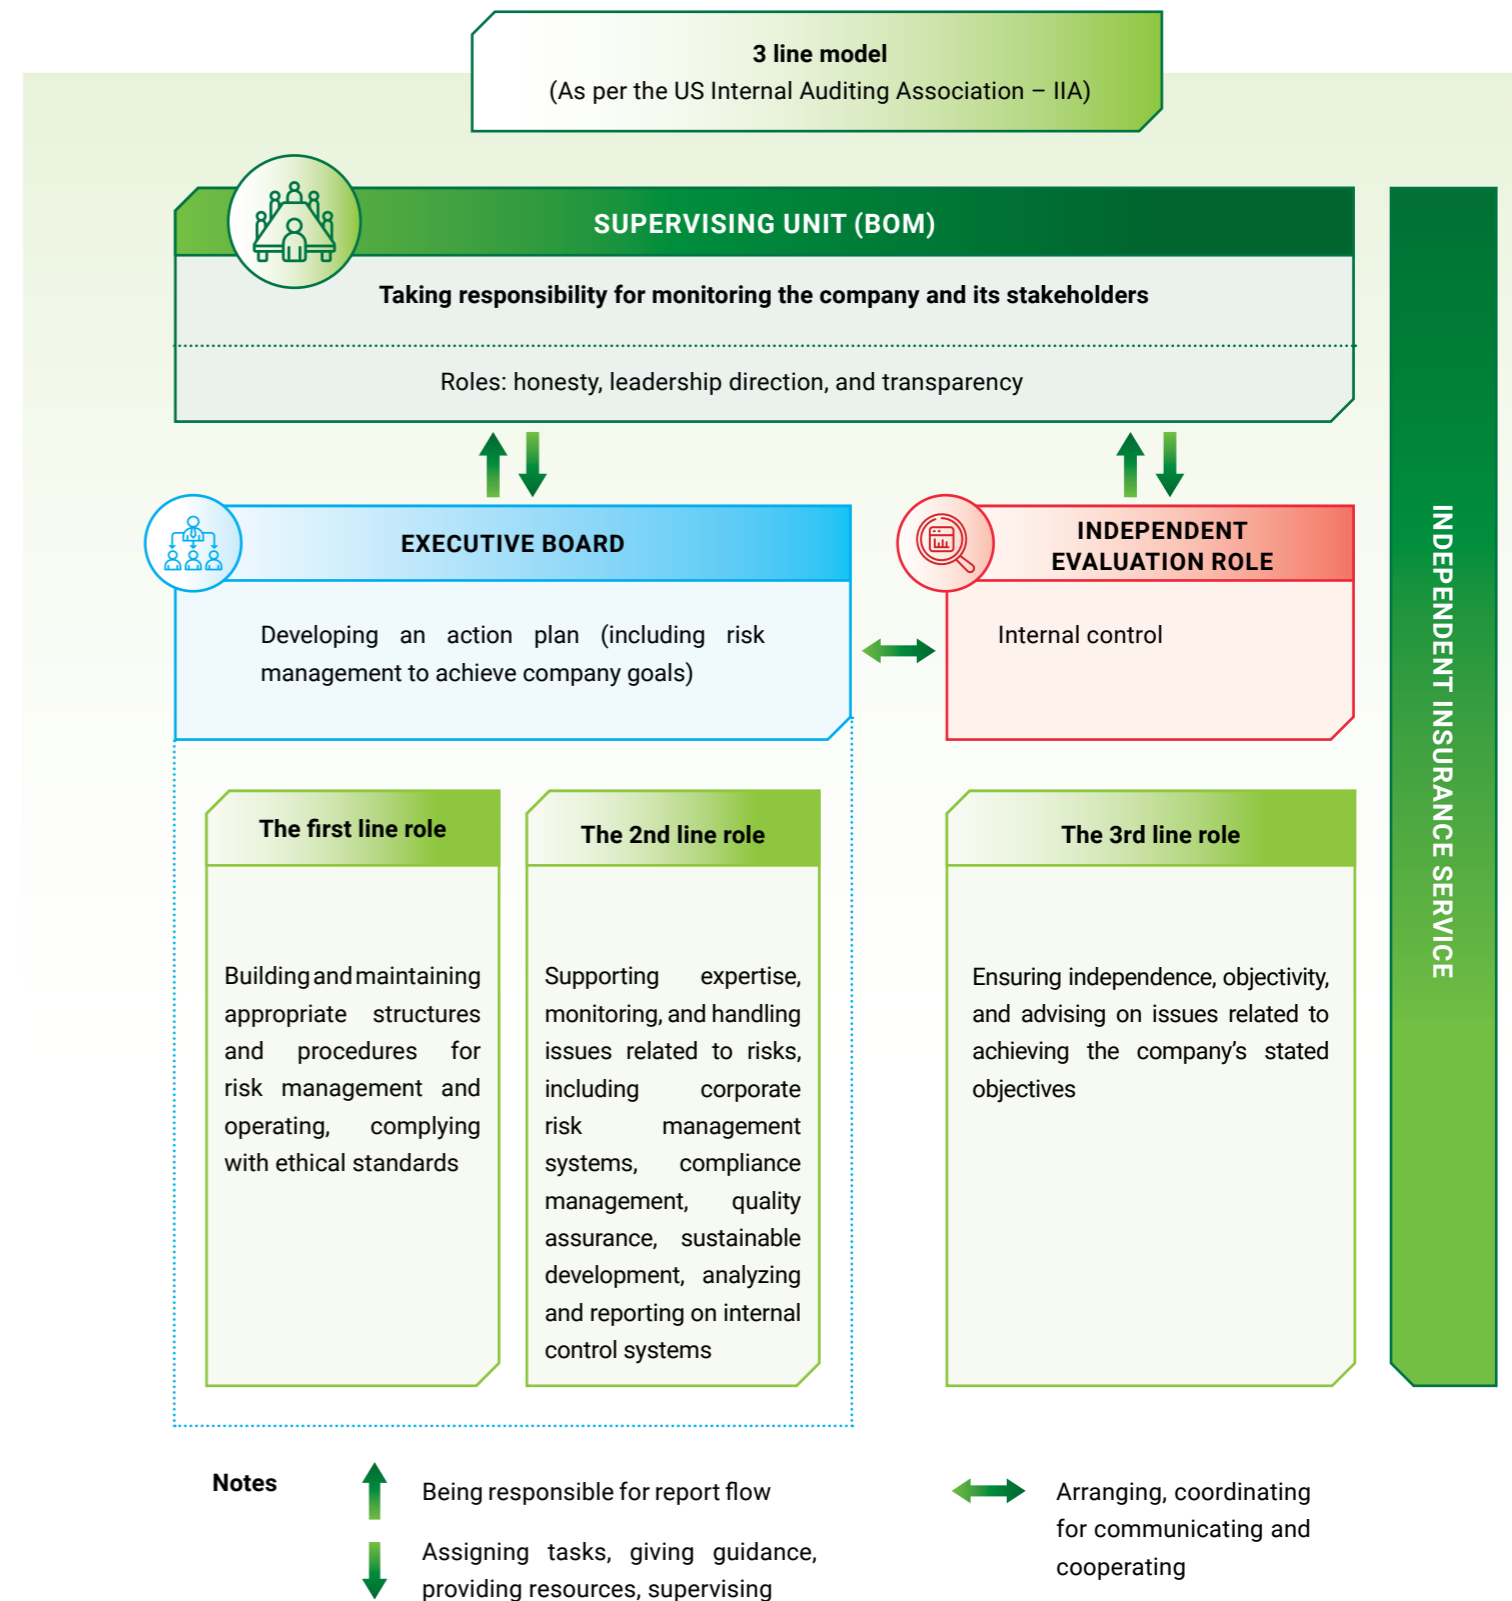 3 line model
(As per the US Internal Auditing Association – IIA)
SUPERVISING UNIT (BOM)
Taking responsibility for monitoring the company and its stakeholders
Roles: honesty, leadership direction, and transparency
EXECUTIVE BOARD
Developing an action plan (including risk
management to achieve company goals)
INDEPENDENT
EVALUATION ROLE
Internal control
The first line role
Building and maintaining
appropriate structures
and procedures for
risk management and
operating, complying
with ethical standards
The 2nd line role
Supporting expertise,
monitoring, and handling
issues related to risks,
including corporate
risk management
systems, compliance
management, quality
assurance, sustainable
development, analyzing
and reporting on internal
control systems
The 3rd line role
Ensuring independence, objectivity,
and advising on issues related to
achieving the company’s stated
objectives
INDEPENDENT INSURANCE SERVICE
Notes
Being responsible for report flow
Assigning tasks, giving guidance,
providing resources, supervising
Arranging, coordinating
for communicating and
cooperating